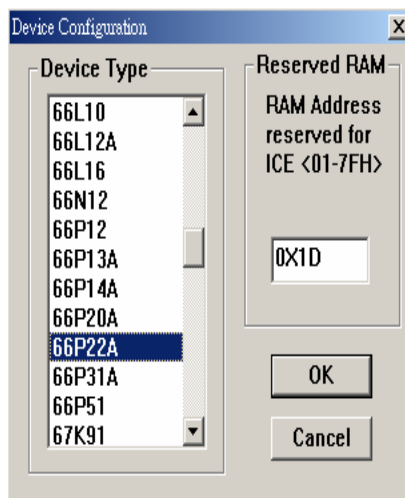 Device Configuration
Device Type
66L10
66L12A
66L16
66N12
66P12
66P13A
66P14A
66P20A
66P22A
66P31A
66P51
67K91
Reserved RAM
RAM Address
reserved for
ICE <01-7FH>
0X1D
OK
Cancel